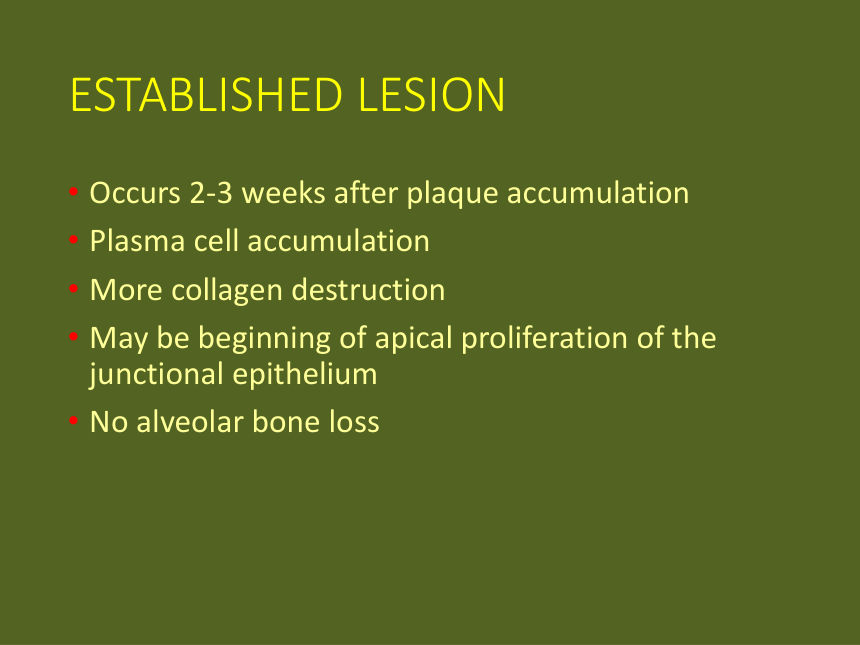 ESTABLISHED LESION
• Occurs 2-3 weeks after plaque accumulation
• Plasma cell accumulation
• More collagen destruction
• May be beginning of apical proliferation of the
junctional epithelium
• No alveolar bone loss